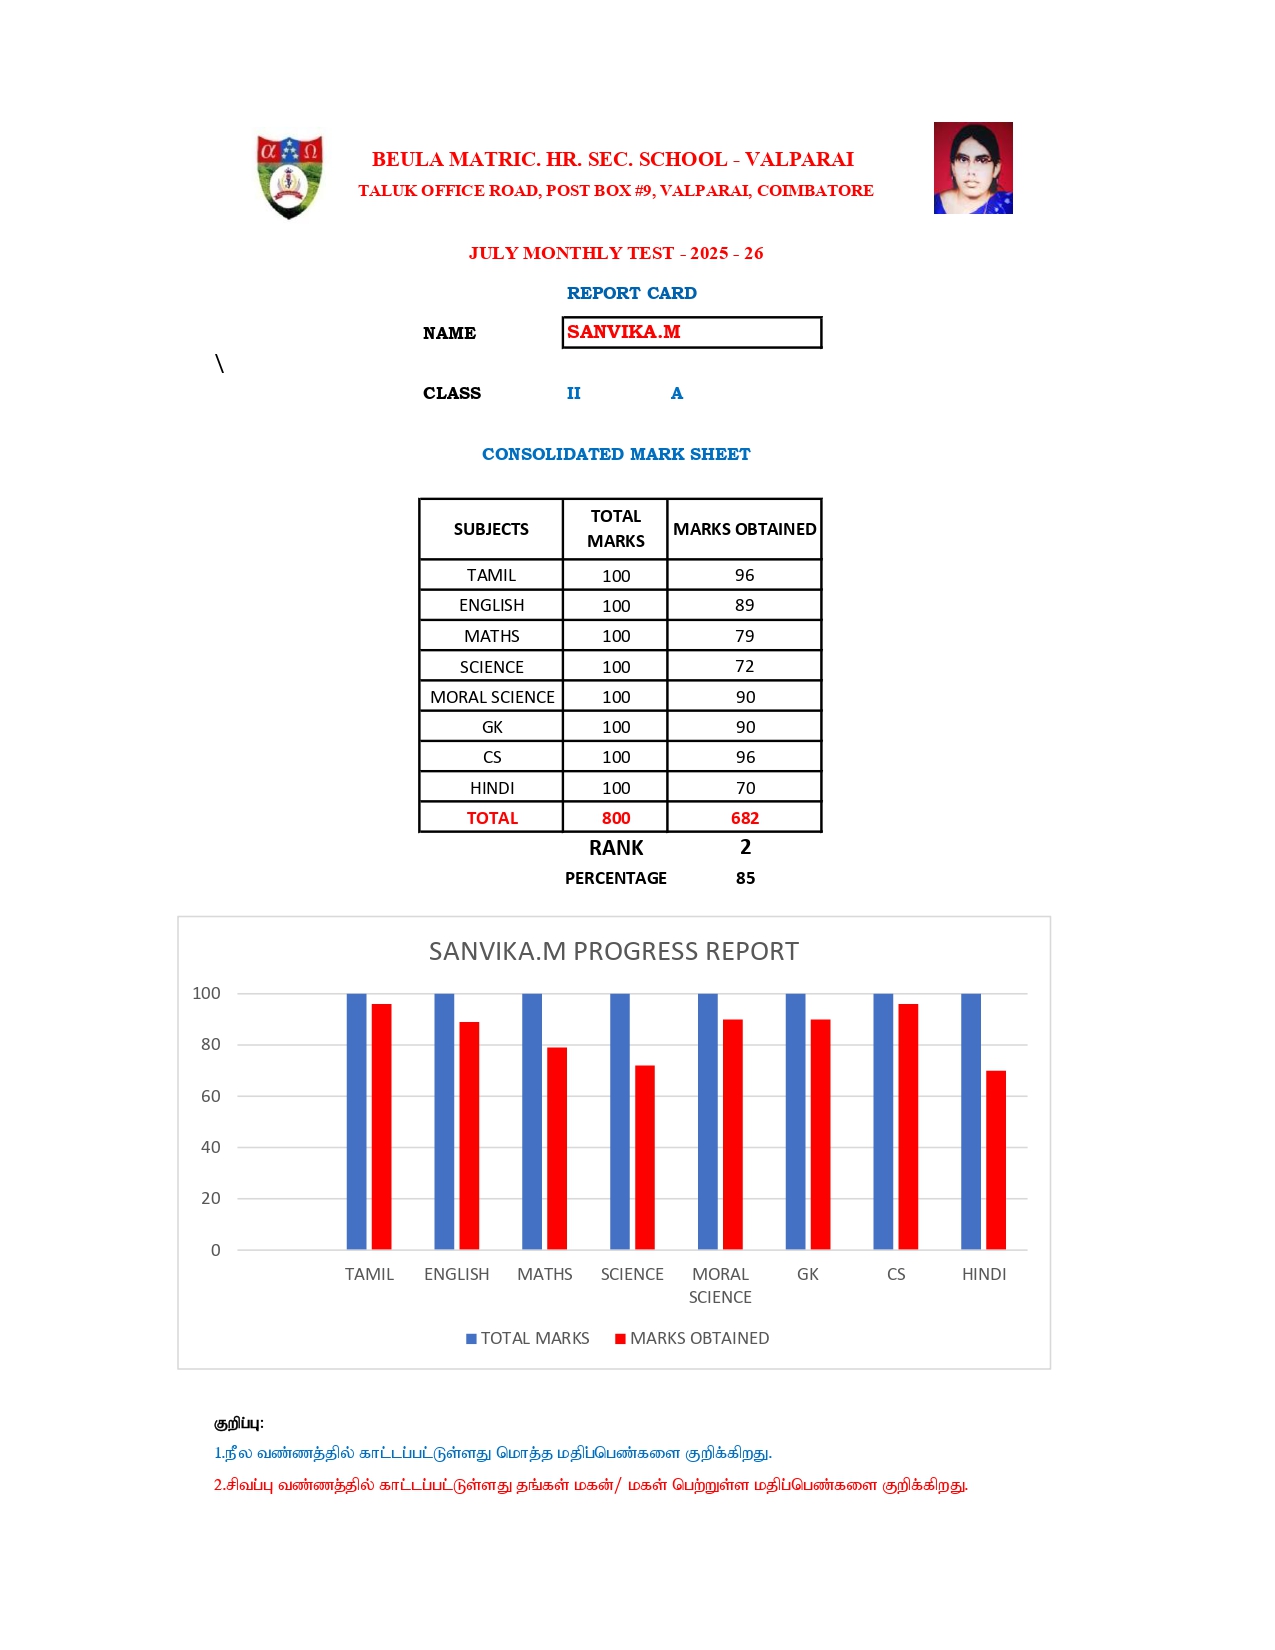 α Ω
BEULA MATRIC. HR. SEC. SCHOOL - VALPARAI
TALUK OFFICE ROAD, POST BOX #9, VALPARAI, COIMBATORE
JULY MONTHLY TEST - 2025 - 26
REPORT CARD
NAME SANVIKA.M
\
CLASS II A
CONSOLIDATED MARK SHEET
SUBJECTS TOTAL MARKS MARKS OBTAINED
TAMIL 100 96
ENGLISH 100 89
MATHS 100 79
SCIENCE 100 72
MORAL SCIENCE 100 90
GK 100 90
CS 100 96
HINDI 100 70
TOTAL 800 682
RANK 2
PERCENTAGE 85
SANVIKA.M PROGRESS REPORT
100
80
60
40
20
0
TAMIL ENGLISH MATHS SCIENCE MORAL SCIENCE GK CS HINDI
TOTAL MARKS MARKS OBTAINED
குறிப்பு:
1.நீல வண்ணத்தில் காட்டப்பட்டுள்ளது மொத்த மதிப்பெண்களை குறிக்கிறது.
2.சிவப்பு வண்ணத்தில் காட்டப்பட்டுள்ளது தங்கள் மகன்/ மகள் பெற்றுள்ள மதிப்பெண்களை குறிக்கிறது.